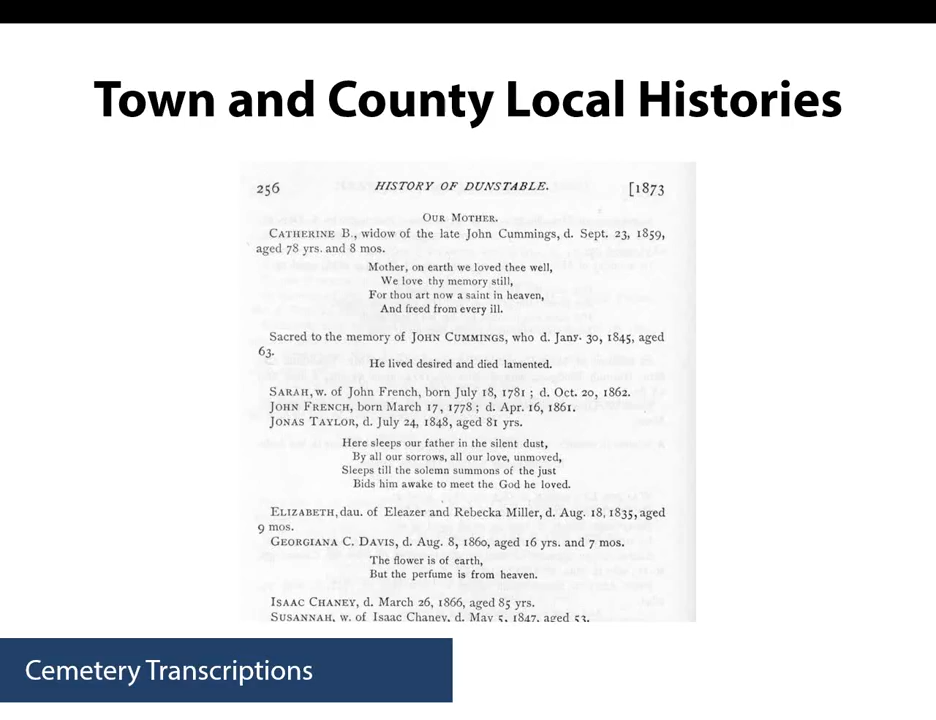 Town and County Local Histories
256 HISTORY OF DUNSTABLE. [1873
OUR MOTHER.
CATHERINE B., widow of the late John Cummings, d. Sept. 23, 1859,
aged 78 yrs. and 8 mos.
Mother, on earth we loved thee well,
We love thy memory still,
For thou art now a saint in heaven,
And freed from every ill.
Sacred to the memory of JOHN CUMMINGS, who d. Jany. 30, 1845, aged
63.
He lived desired and died lamented.
SARAH, w. of John French, born July 18, 1781 ; d. Oct. 20, 1862.
JOHN FRENCH, born March 17, 1778 ; d. Apr. 16, 1861.
JONAS TAYLOR, d. July 24, 1848, aged 81 yrs.
Here sleeps our father in the silent dust,
By all our sorrows, all our love, unmoved,
Sleeps till the solemn summons of the just
Bids him awake to meet the God he loved.
ELIZABETH, dau. of Eleazer and Rebecka Miller, d. Aug. 18, 1835, aged
9 mos.
GEORGIANA C. DAVIS, d. Aug. 8, 1860, aged 16 yrs. and 7 mos.
The flower is of earth,
But the perfume is from heaven.
ISAAC CHANEY, d. March 26, 1866, aged 85 yrs.
SUSANNAH, w. of Isaac Chaney, d. May 5, 1847, aged 53.
Cemetery Transcriptions